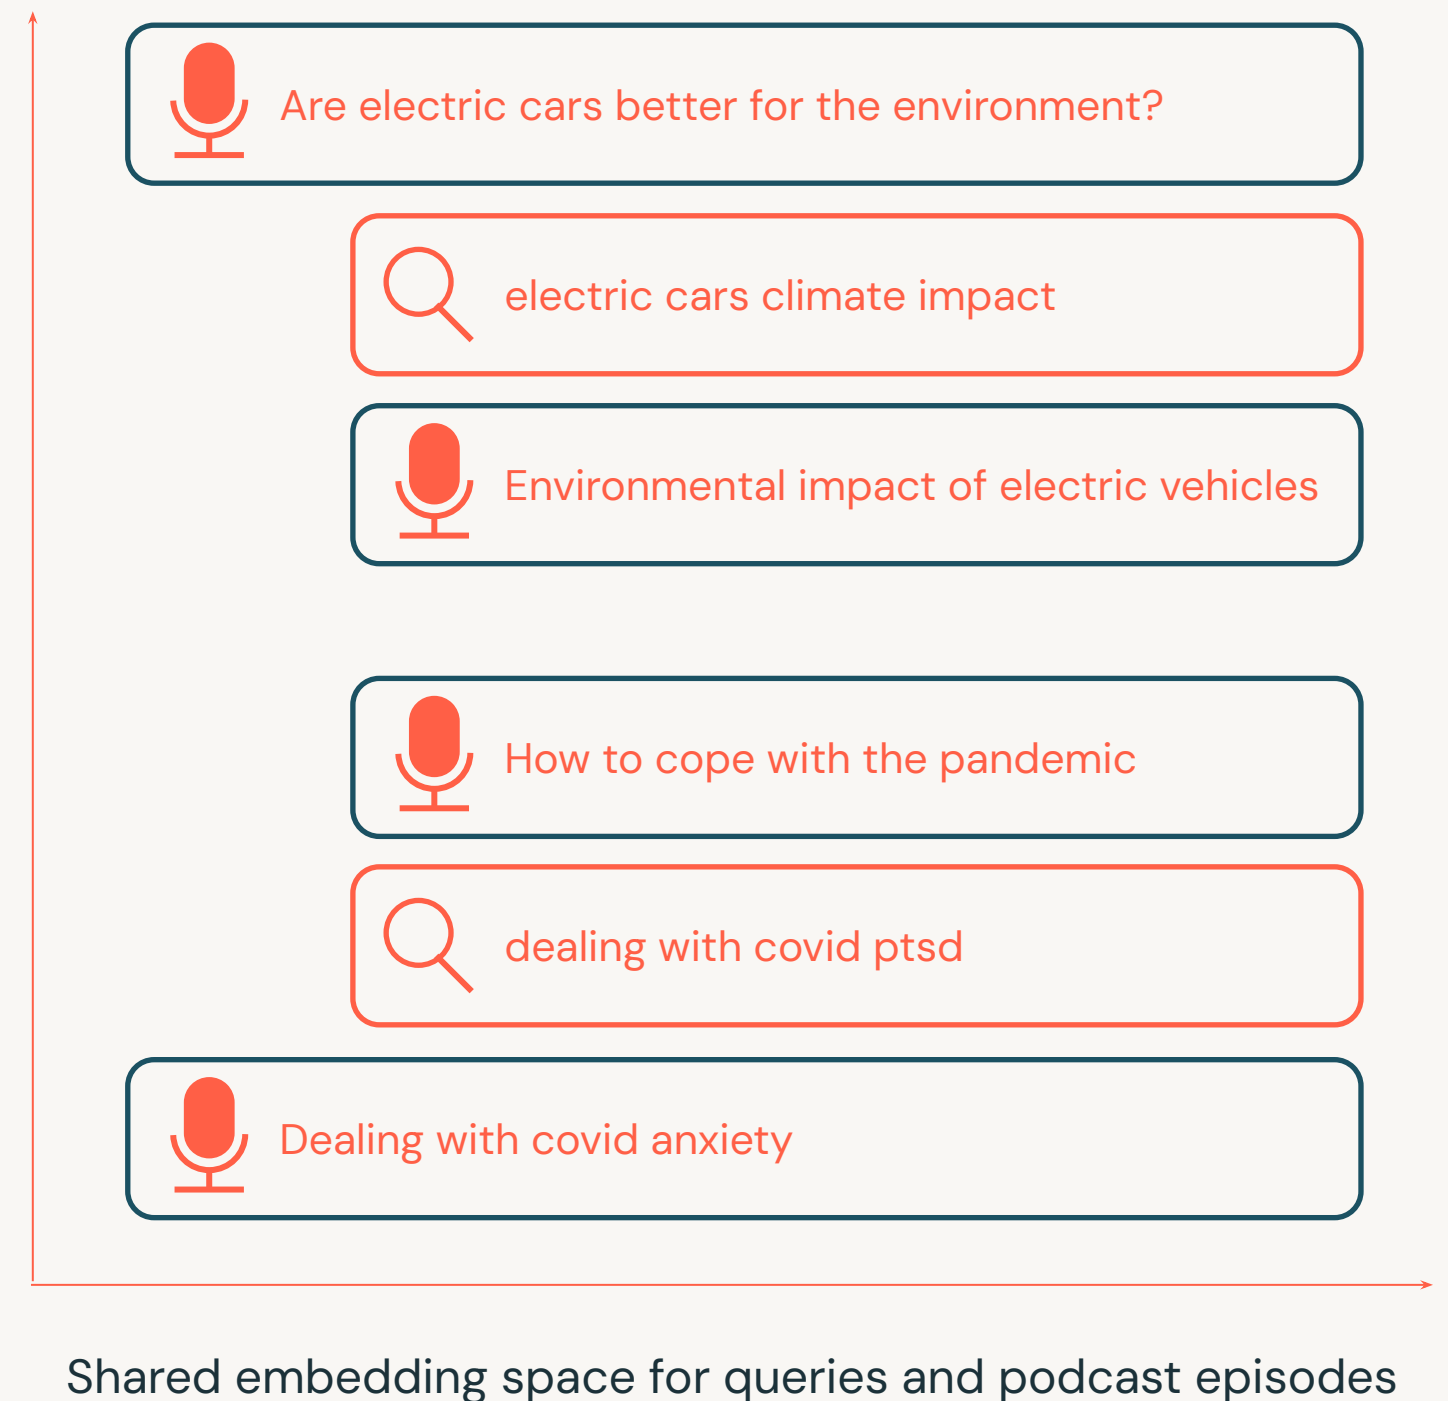 Are electric cars better for the environment?
electric cars climate impact
Environmental impact of electric vehicles
How to cope with the pandemic
dealing with covid ptsd
Dealing with covid anxiety
Shared embedding space for queries and podcast episodes